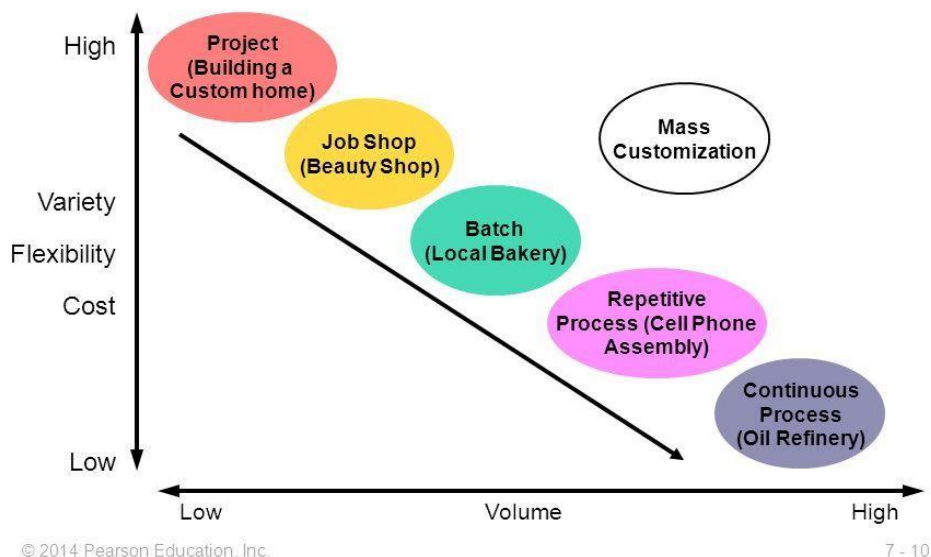 High
Project
(Building a
Custom home)
Job Shop
(Beauty Shop)
Mass
Customization
Variety
Flexibility
Cost
Batch
(Local Bakery)
Repetitive
Process (Cell Phone
Assembly)
Continuous
Process
(Oil Refinery)
Low
Low
Volume
High
© 2014 Pearson Education, Inc.
7 - 10